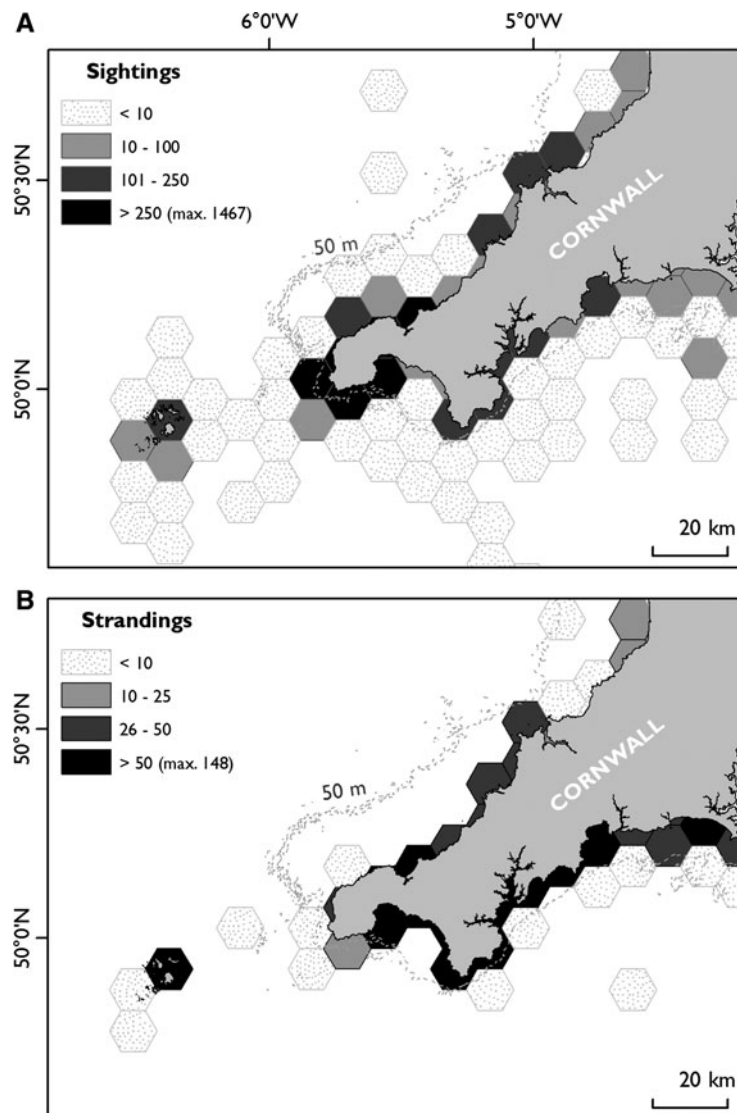 A
6°0'W
5°0'W
Sightings
< 10
10 - 100
101 - 250
> 250 (max. 1467)
50°30'N
50 m
CORNWALL
50°0'N
20 km
B
Strandings
< 10
10 - 25
26 - 50
> 50 (max. 148)
50°30'N
50 m
CORNWALL
50°0'N
20 km